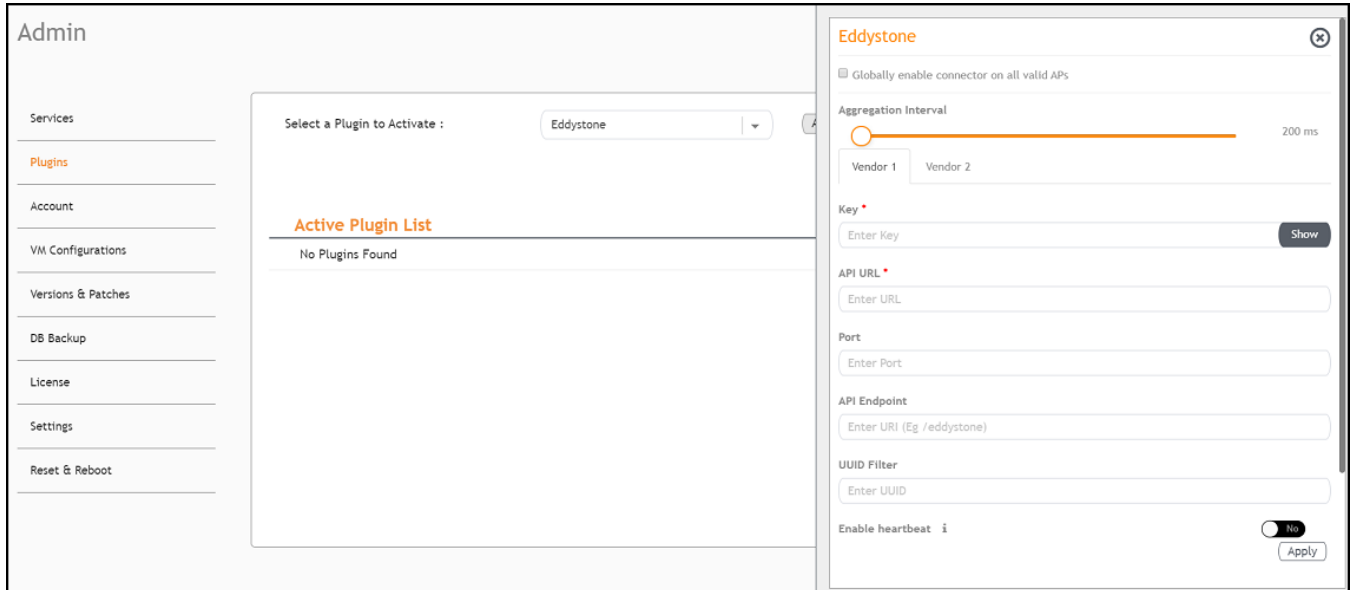 Admin
Services
Plugins
Account
VM Configurations
Versions & Patches
DB Backup
License
Settings
Reset & Reboot
Select a Plugin to Activate :
Eddystone
Active Plugin List
No Plugins Found
Eddystone
Globally enable connector on all valid APs
Aggregation Interval
200 ms
Vendor 1
Vendor 2
Key *
Enter Key
Show
API URL *
Enter URL
Port
Enter Port
API Endpoint
Enter URI (Eg /eddystone)
UUID Filter
Enter UUID
Enable heartbeat i
No
Apply